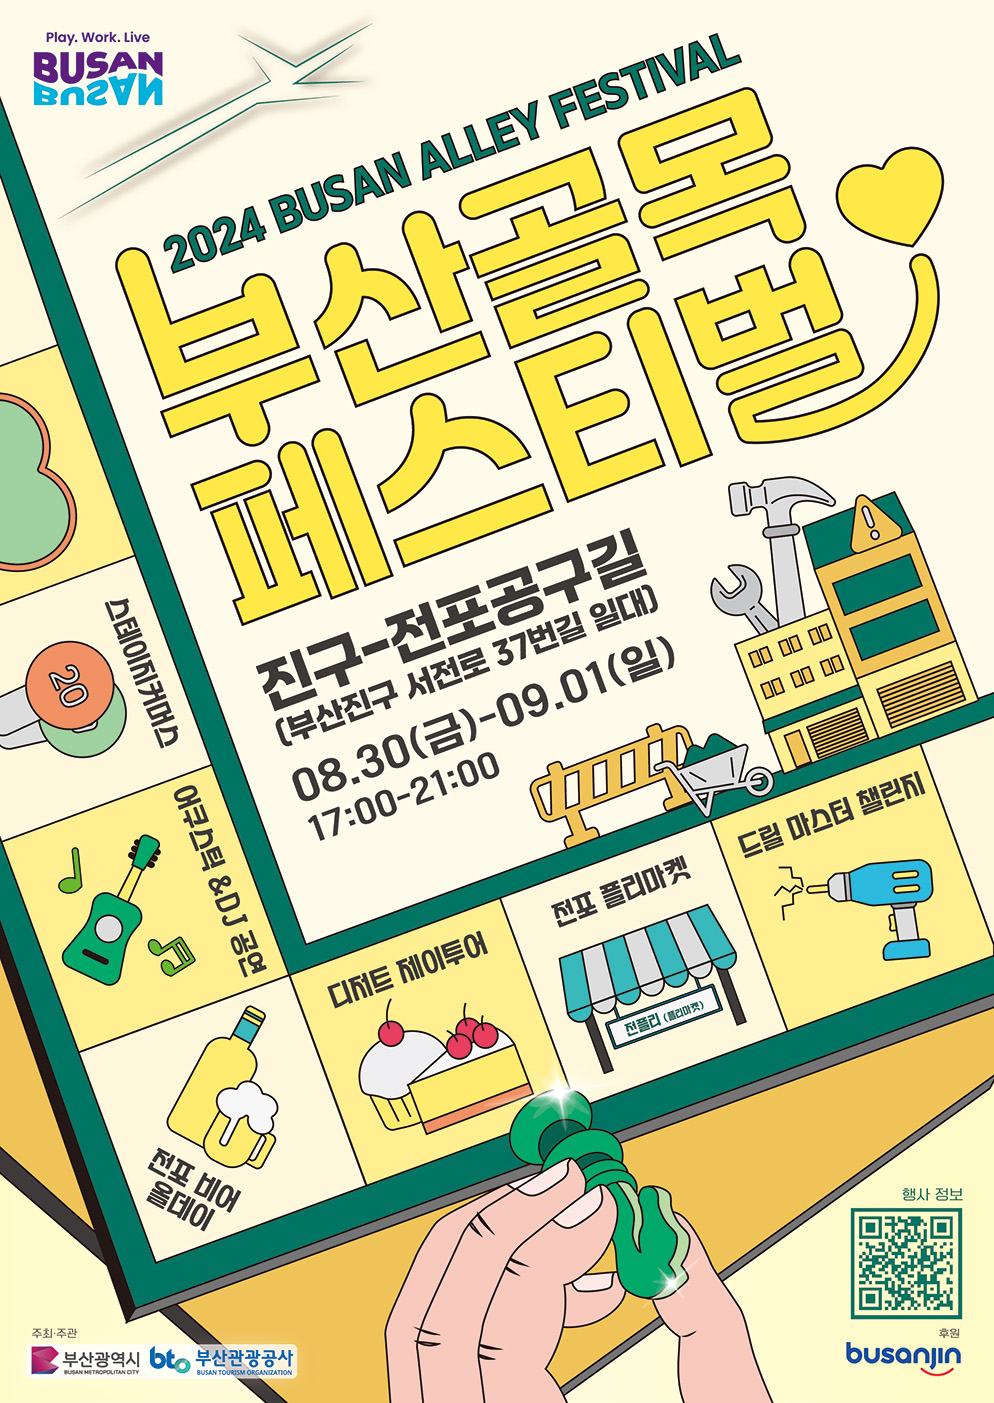 Play. Work. Live
BUSAN
BUSAN
2024 BUSAN ALLEY FESTIVAL
부산골목
페스티벌
진구-전포공구길
(부산진구 서전로 37번길 일대)
08.30(금)-09.01(일)
17:00-21:00
20
스테이지커머스
어쿠스틱 &DJ 공연
전포 비어
올데이
디저트 제이투어
전포 플리마켓
전플리 (플리마켓)
드릴 마스터 챌린지
행사 정보
주최·주관
부산광역시
BUSAN METROPOLITAN CITY
bto 부산관광공사
BUSAN TOURISM ORGANIZATION
후원
busanjin